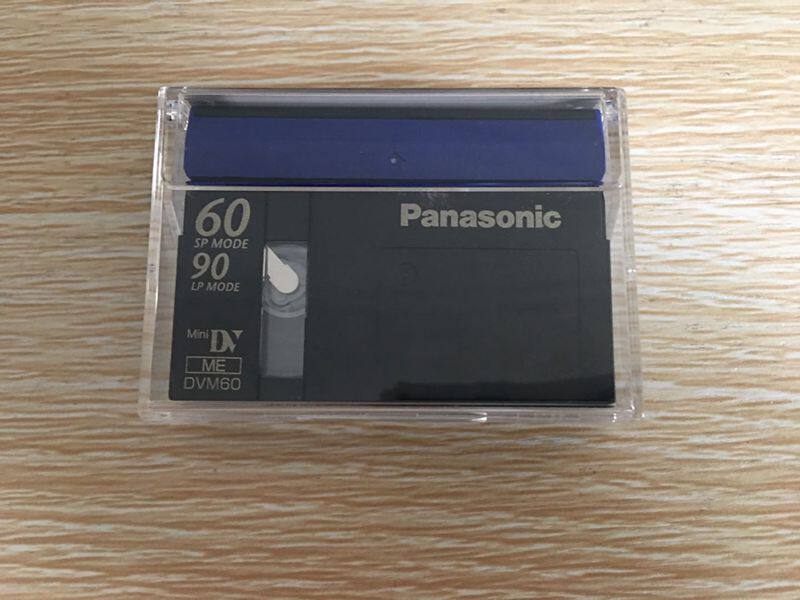 60
SP MODE
90
LP MODE
Panasonic
Mini DV
ME
DVM60